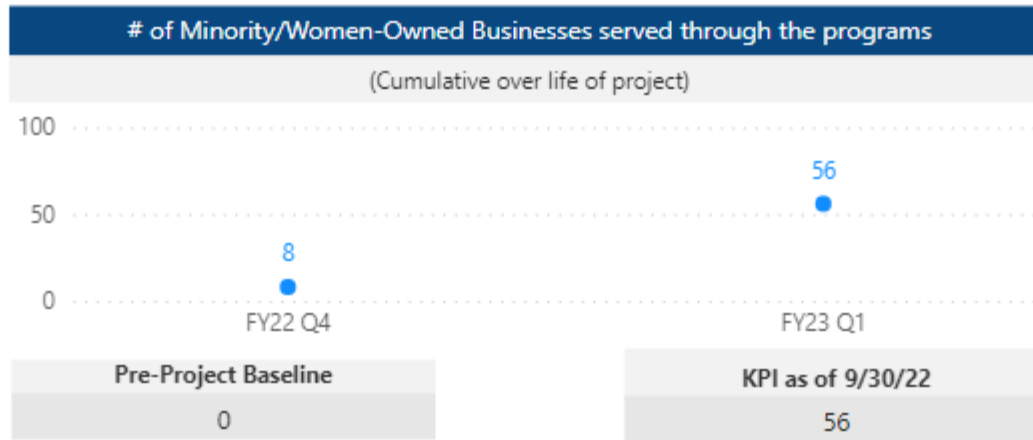 # of Minority/Women-Owned Businesses served through the programs
(Cumulative over life of project)
100
56
50
8
0
FY22 Q4 FY23 Q1
Pre-Project Baseline KPI as of 9/30/22
0 56